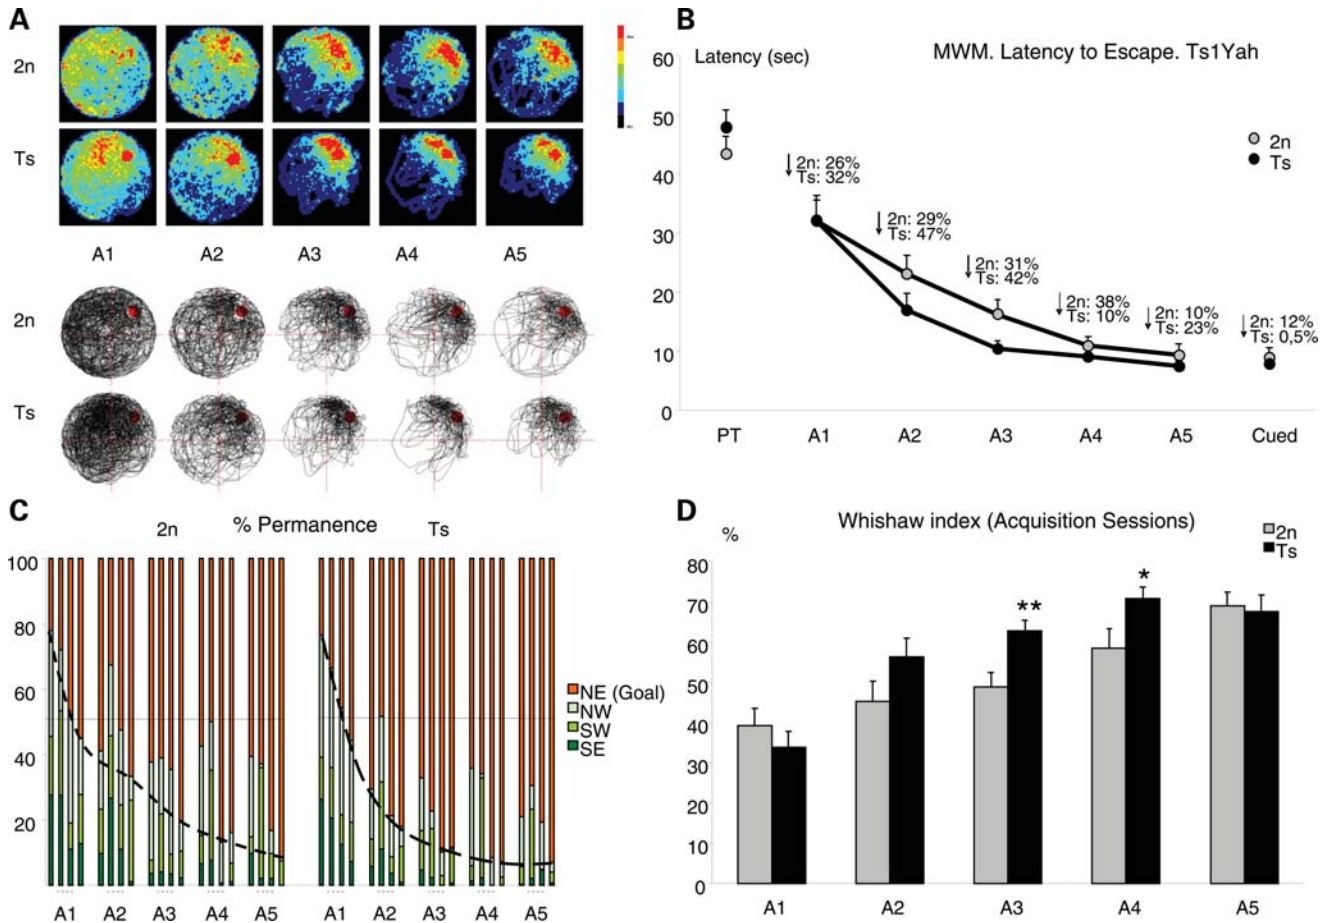 A
2n
Ts
A1 A2 A3 A4 A5
2n
Ts
B
MWM. Latency to Escape. Ts1Yah
Latency (sec)
60
50
40
30
20
10
0
2n
Ts
2n: 26%
Ts: 32%
2n: 29%
Ts: 47%
2n: 31%
Ts: 42%
2n: 38%
Ts: 10%
2n: 10%
Ts: 23%
2n: 12%
Ts: 0,5%
PT A1 A2 A3 A4 A5 Cued
C
2n % Permanence Ts
100
80
60
40
20
NE (Goal)
NW
SW
SE
A1 A2 A3 A4 A5 A1 A2 A3 A4 A5
D
Whishaw index (Acquisition Sessions)
%
2n
Ts
80
70
60
50
40
30
20
10
0
**
*
A1 A2 A3 A4 A5